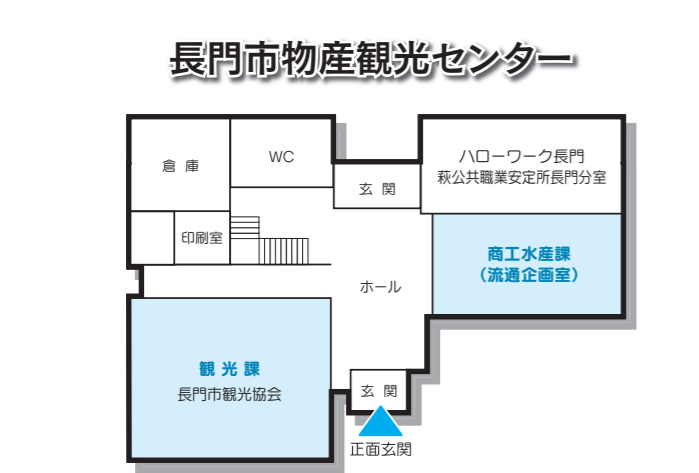 長門市物産観光センター
倉 庫
WC
玄 関
ハローワーク長門
萩公共職業安定所長門分室
印刷室
商工水産課
（流通企画室）
ホール
観 光 課
長門市観光協会
玄 関
正面玄関